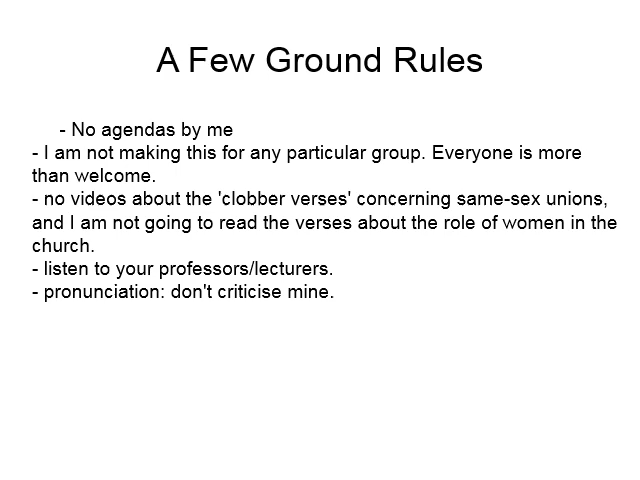 A Few Ground Rules
- No agendas by me
- I am not making this for any particular group. Everyone is more
than welcome.
- no videos about the 'clobber verses' concerning same-sex unions,
and I am not going to read the verses about the role of women in the
church.
- listen to your professors/lecturers.
- pronunciation: don't criticise mine.